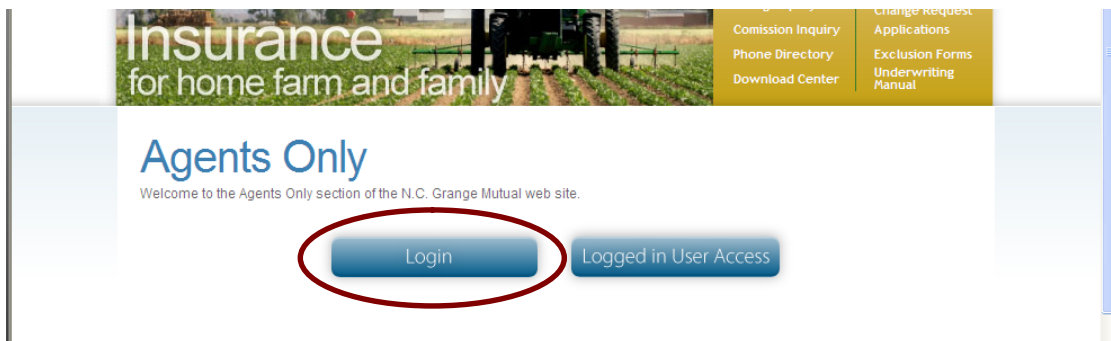 Insurance
for home farm and family
Comission Inquiry
Phone Directory
Download Center
Change Request
Applications
Exclusion Forms
Underwriting
Manual
Agents Only
Welcome to the Agents Only section of the N.C. Grange Mutual web site.
Login
Logged in User Access